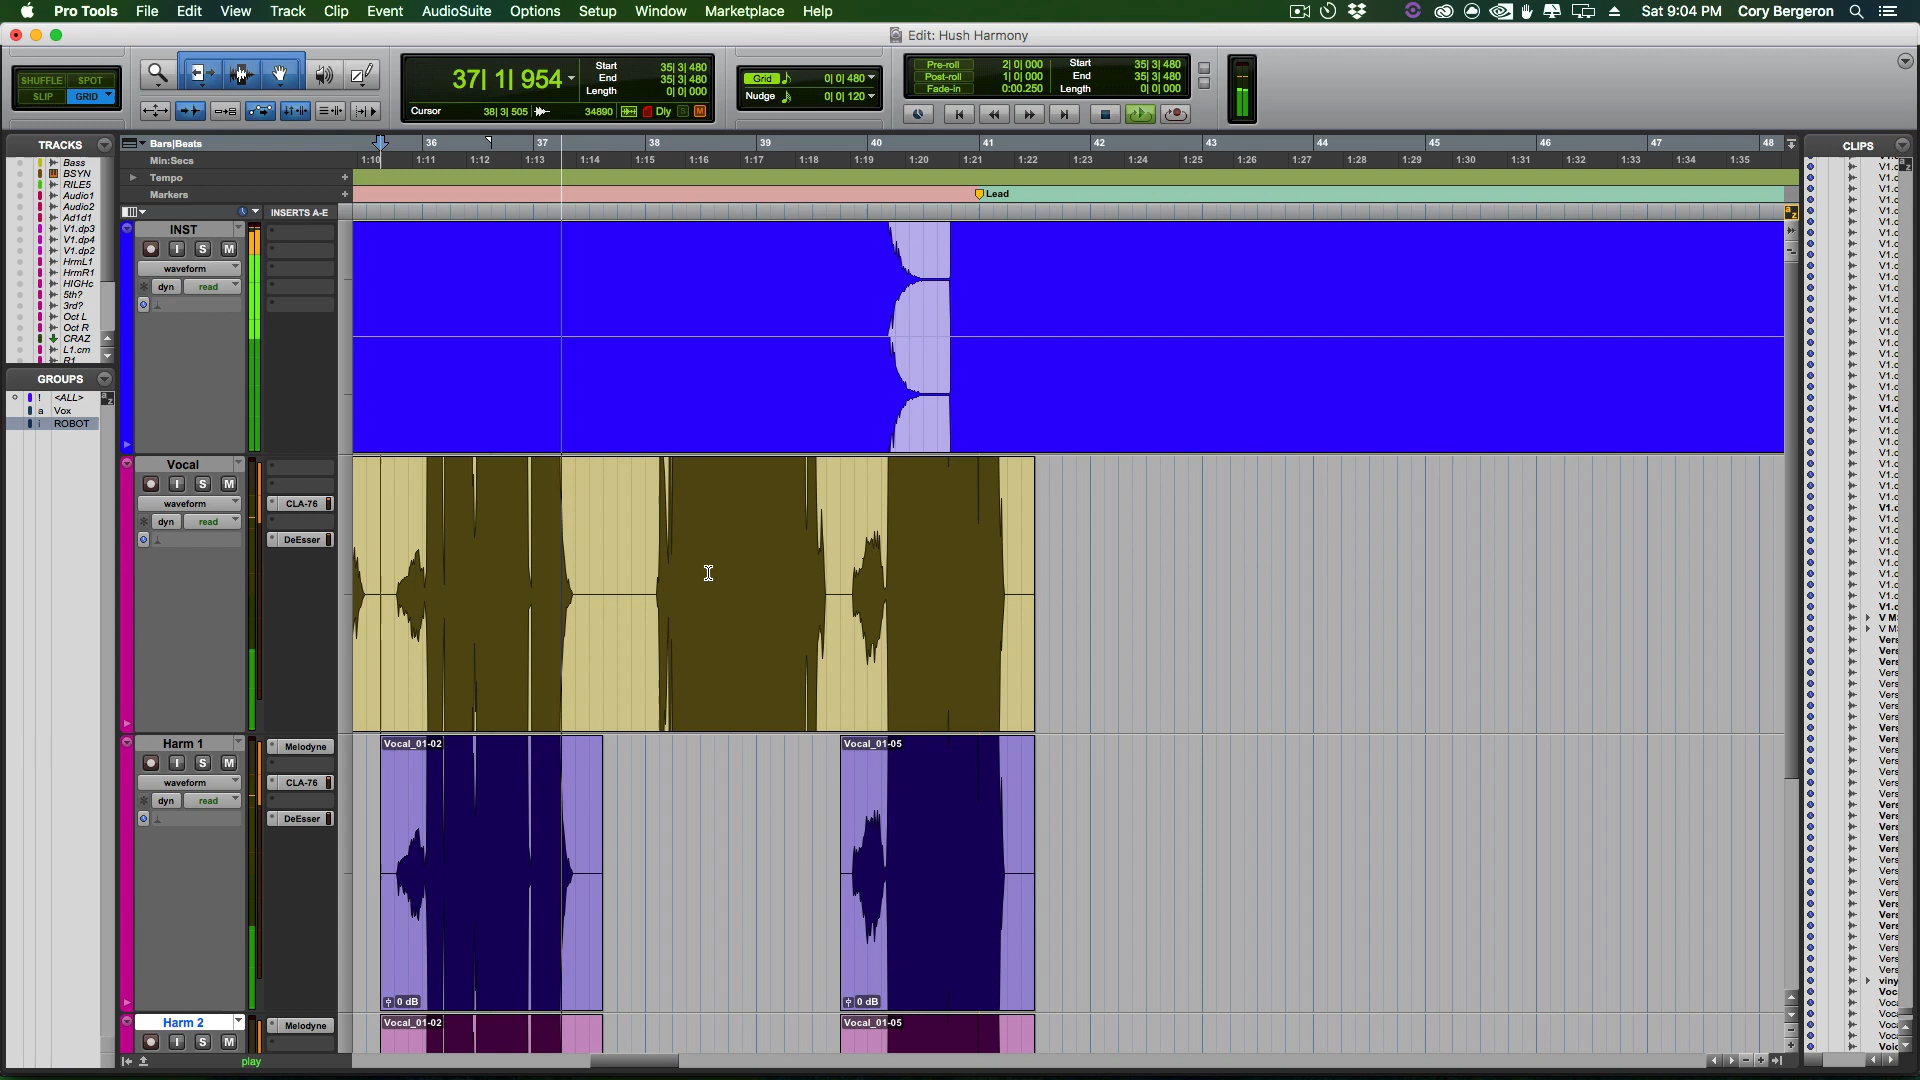 Pro Tools File Edit View Track Clip Event AudioSuite Options Setup Window Marketplace Help Sat 9:04 PM Cory Bergeron
Edit: Hush Harmony
SHUFFLE SPOT
SLIP GRID
37| 1| 954
Start 35| 3| 480
End 35| 3| 480
Length 0| 0| 000
Cursor 38| 3| 505 34890 Dly S M
Grid 0| 0| 480
Nudge 0| 0| 120
Pre-roll 2| 0| 000
Post-roll 1| 0| 000
Fade-in 0:00.250
Start 35| 3| 480
End 35| 3| 480
Length 0| 0| 000
TRACKS
Bass
BSYN
RILE5
Audio1
Audio2
Ad1d1
V1.dp3
V1.dp4
V1.dp2
HrmL1
HrmR1
HIGHc
5th?
3rd?
Oct L
Oct R
CRAZ
L1.cm
R1
GROUPS
! <ALL>
a Vox
i ROBOT
Bars|Beats 36 37 38 39 40 41 42 43 44 45 46 47 48
Min:Secs 1:10 1:11 1:12 1:13 1:14 1:15 1:16 1:17 1:18 1:19 1:20 1:21 1:22 1:23 1:24 1:25 1:26 1:27 1:28 1:29 1:30 1:31 1:32 1:33 1:34 1:35
Tempo
Markers Lead
INSERTS A-E
INST
I S M
waveform
dyn read
Vocal
I S M
waveform CLA-76
dyn read
DeEsser
Harm 1 Melodyne
I S M
waveform CLA-76
dyn read
DeEsser
Vocal_01-02 Vocal_01-05
0 dB 0 dB
Harm 2 Melodyne
I S M
Vocal_01-02 Vocal_01-05
play
CLIPS